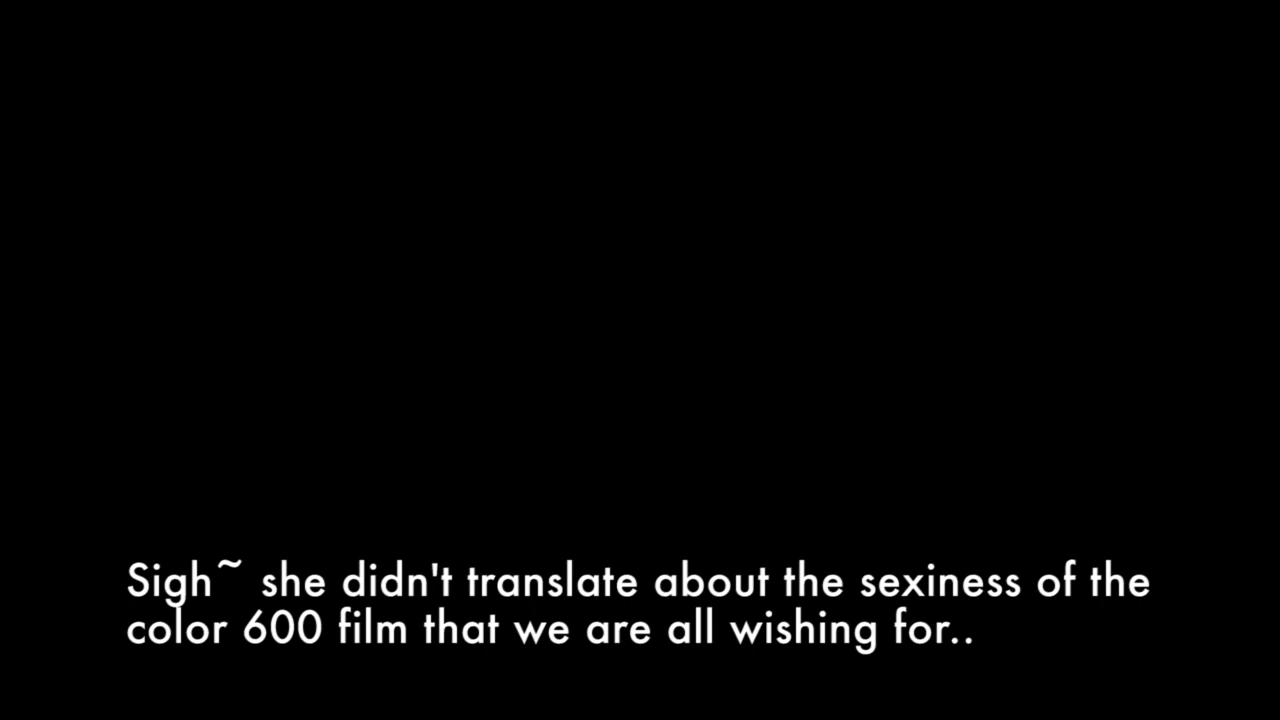 Sigh~ she didn't translate about the sexiness of the
color 600 film that we are all wishing for..